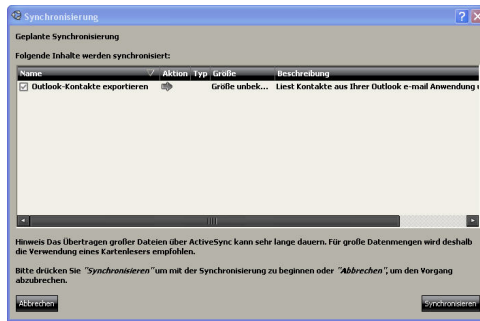 Synchronisierung
Geplante Synchronisierung
Folgende Inhalte werden synchronisiert:
Name Aktion Typ Größe Beschreibung
Outlook-Kontakte exportieren Größe unbek... Liest Kontakte aus Ihrer Outlook e-mail Anwendung
Hinweis Das Übertragen großer Dateien über ActiveSync kann sehr lange dauern. Für große Datenmengen wird deshalb
die Verwendung eines Kartenlesers empfohlen.
Bitte drücken Sie "Synchronisieren" um mit der Synchronisierung zu beginnen oder "Abbrechen", um den Vorgang
abzubrechen.
Abbrechen Synchronisieren